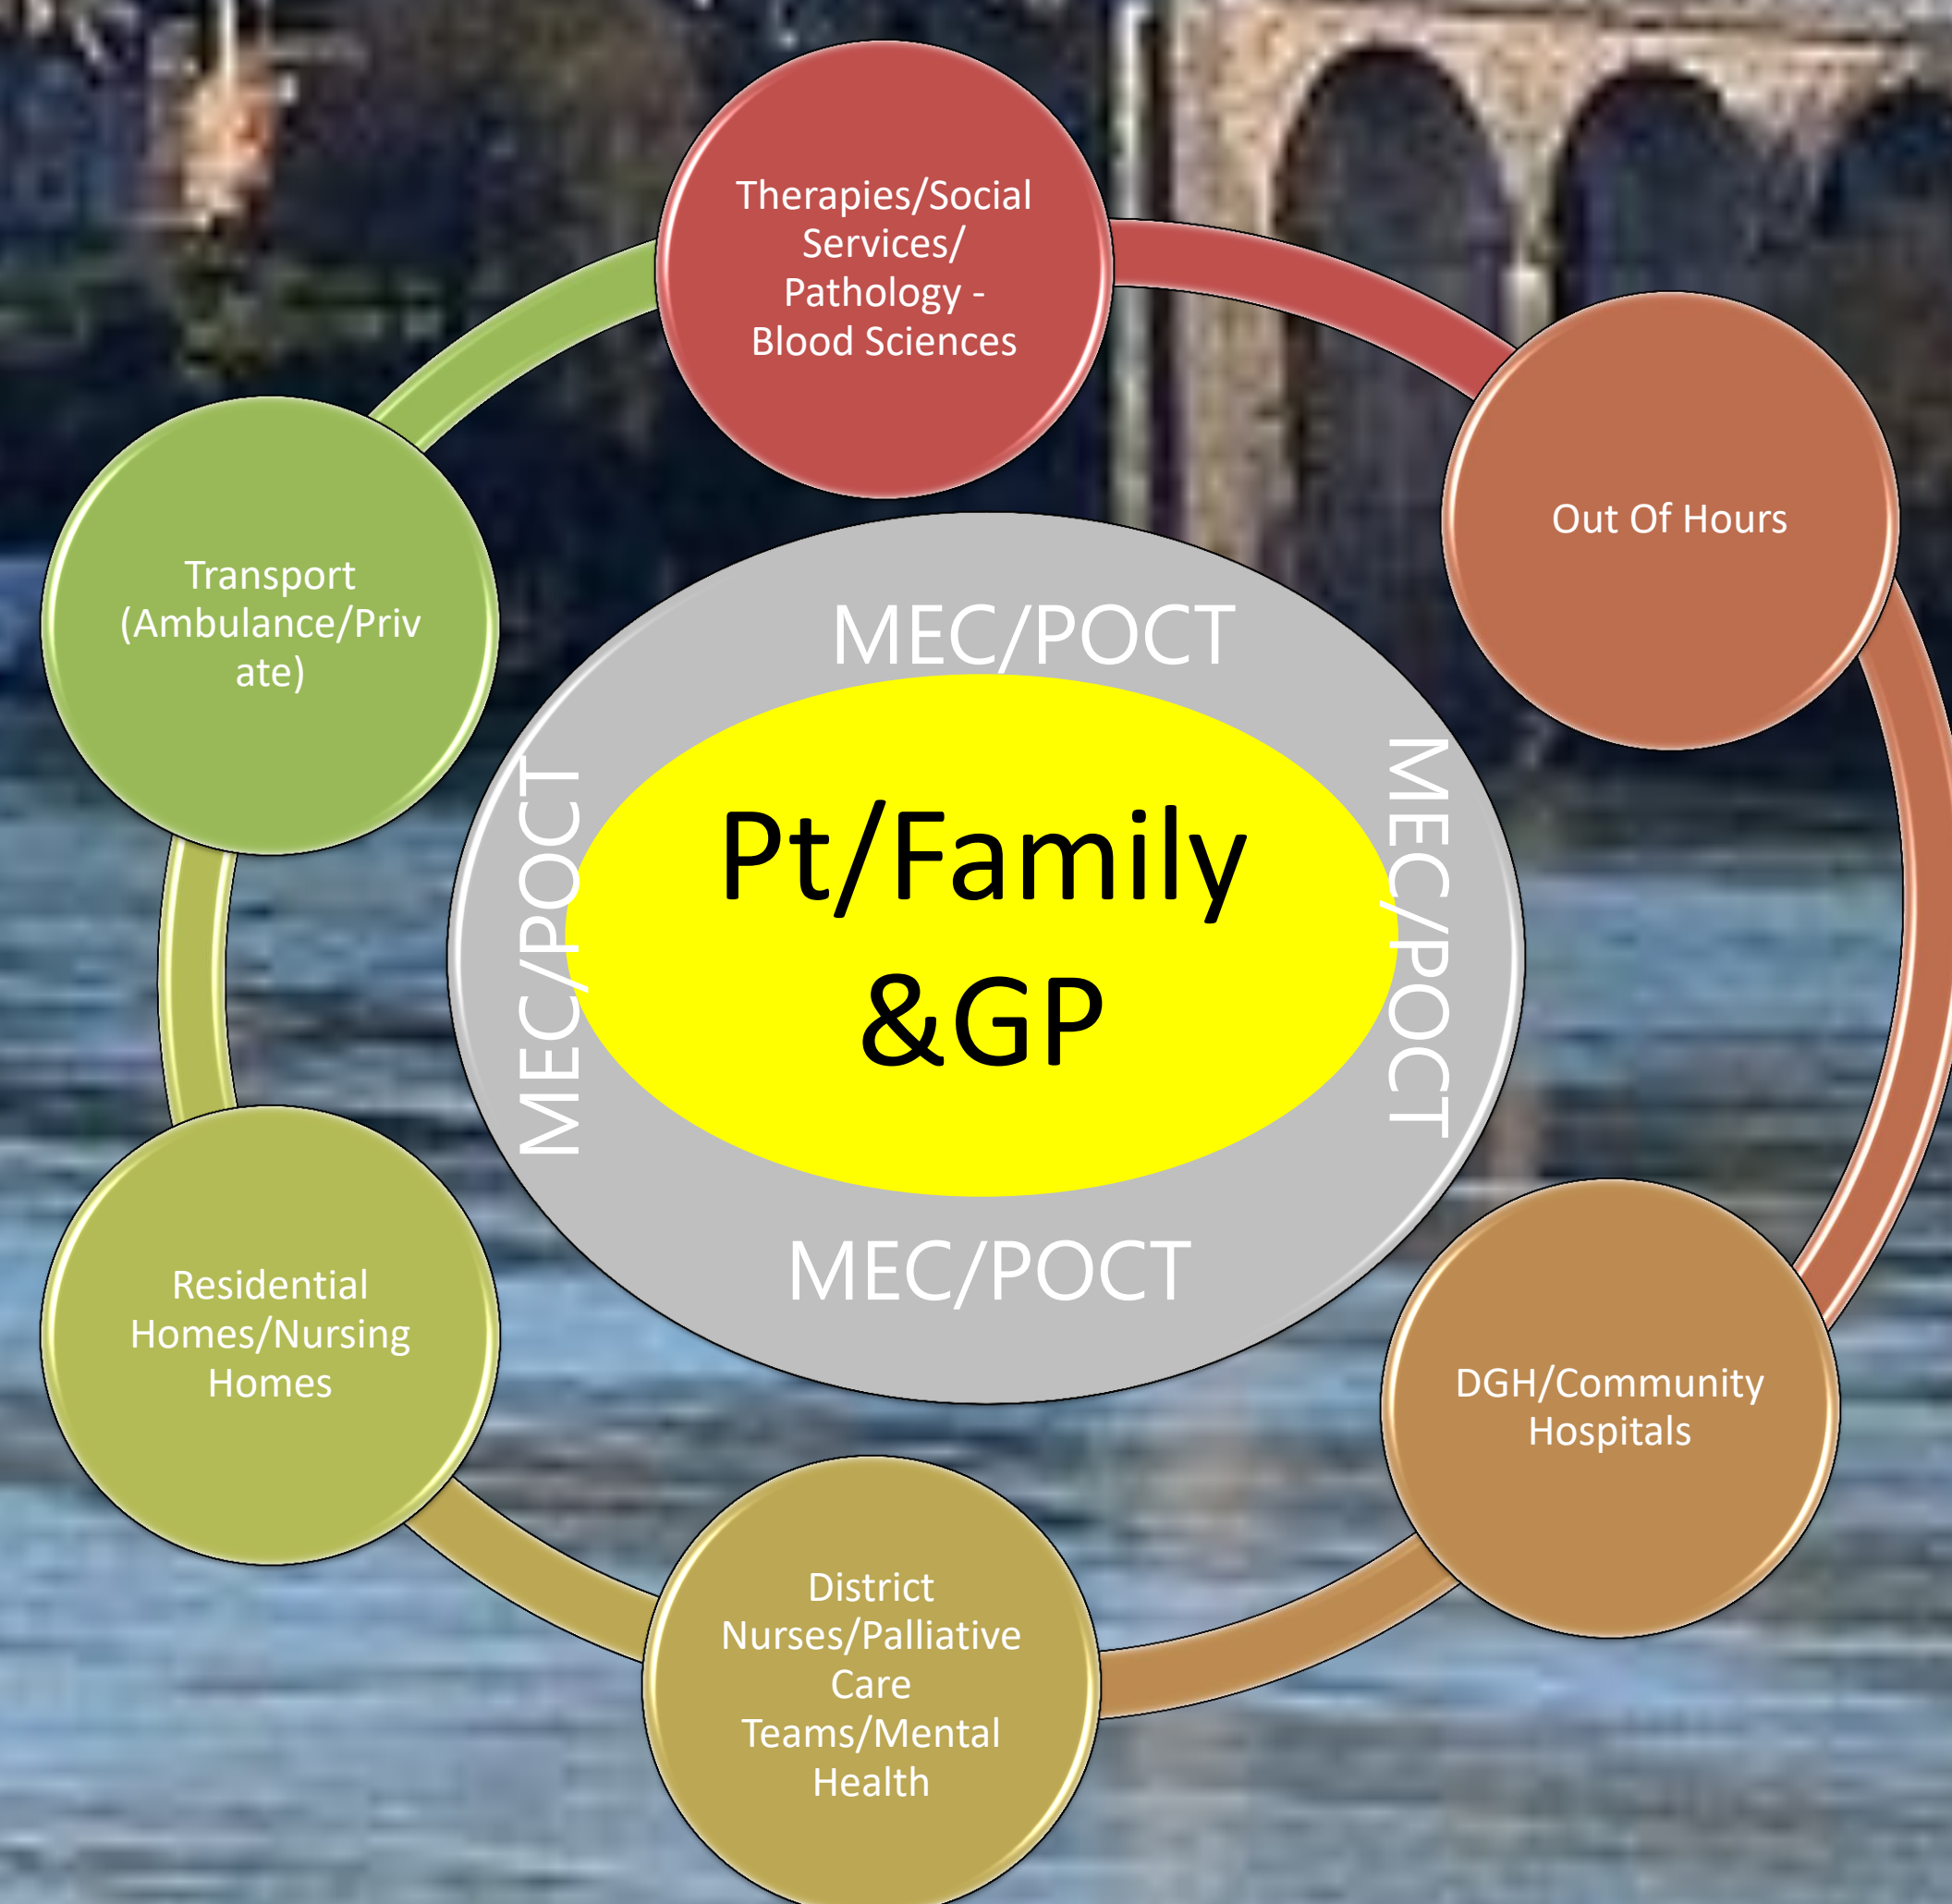 Therapies/Social
Services/
Pathology -
Blood Sciences
Out Of Hours
Transport
(Ambulance/Priv
ate)
MEC/POCT
MEC/POCT
Pt/Family
&GP
MEC/POCT
MEC/POCT
Residential
Homes/Nursing
Homes
DGH/Community
Hospitals
District
Nurses/Palliative
Care
Teams/Mental
Health